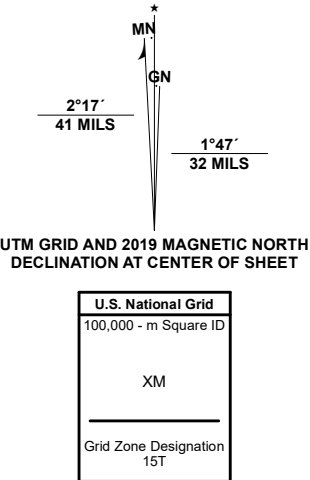 ★
MN
GN
2°17´
41 MILS
1°47´
32 MILS
UTM GRID AND 2019 MAGNETIC NORTH
DECLINATION AT CENTER OF SHEET
U.S. National Grid
100,000 - m Square ID
XM
Grid Zone Designation
15T